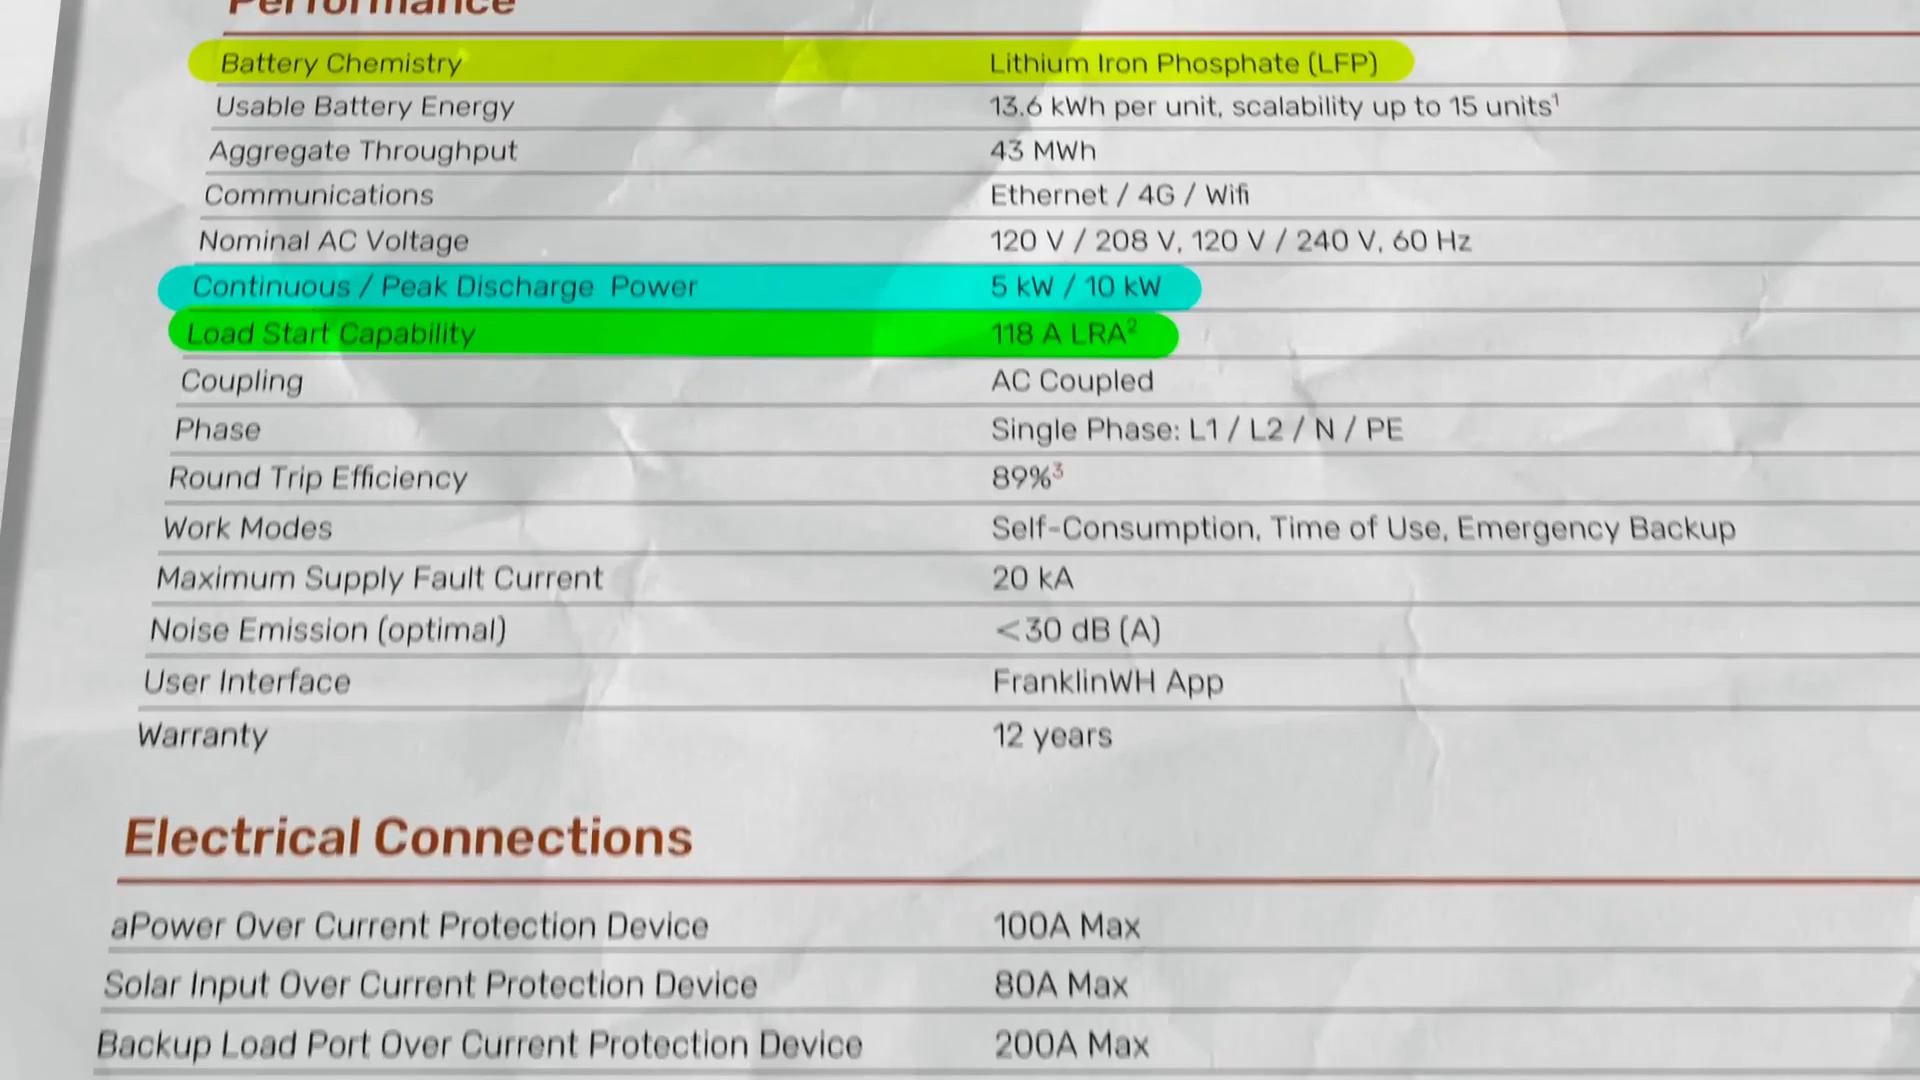 Performance
Battery Chemistry Lithium Iron Phosphate (LFP)
Usable Battery Energy 13.6 kWh per unit, scalability up to 15 units¹
Aggregate Throughput 43 MWh
Communications Ethernet / 4G / Wifi
Nominal AC Voltage 120 V / 208 V, 120 V / 240 V, 60 Hz
Continuous / Peak Discharge Power 5 kW / 10 kW
Load Start Capability 118 A LRA²
Coupling AC Coupled
Phase Single Phase: L1 / L2 / N / PE
Round Trip Efficiency 89%³
Work Modes Self-Consumption, Time of Use, Emergency Backup
Maximum Supply Fault Current 20 kA
Noise Emission (optimal) <30 dB (A)
User Interface FranklinWH App
Warranty 12 years
Electrical Connections
aPower Over Current Protection Device 100A Max
Solar Input Over Current Protection Device 80A Max
Backup Load Port Over Current Protection Device 200A Max